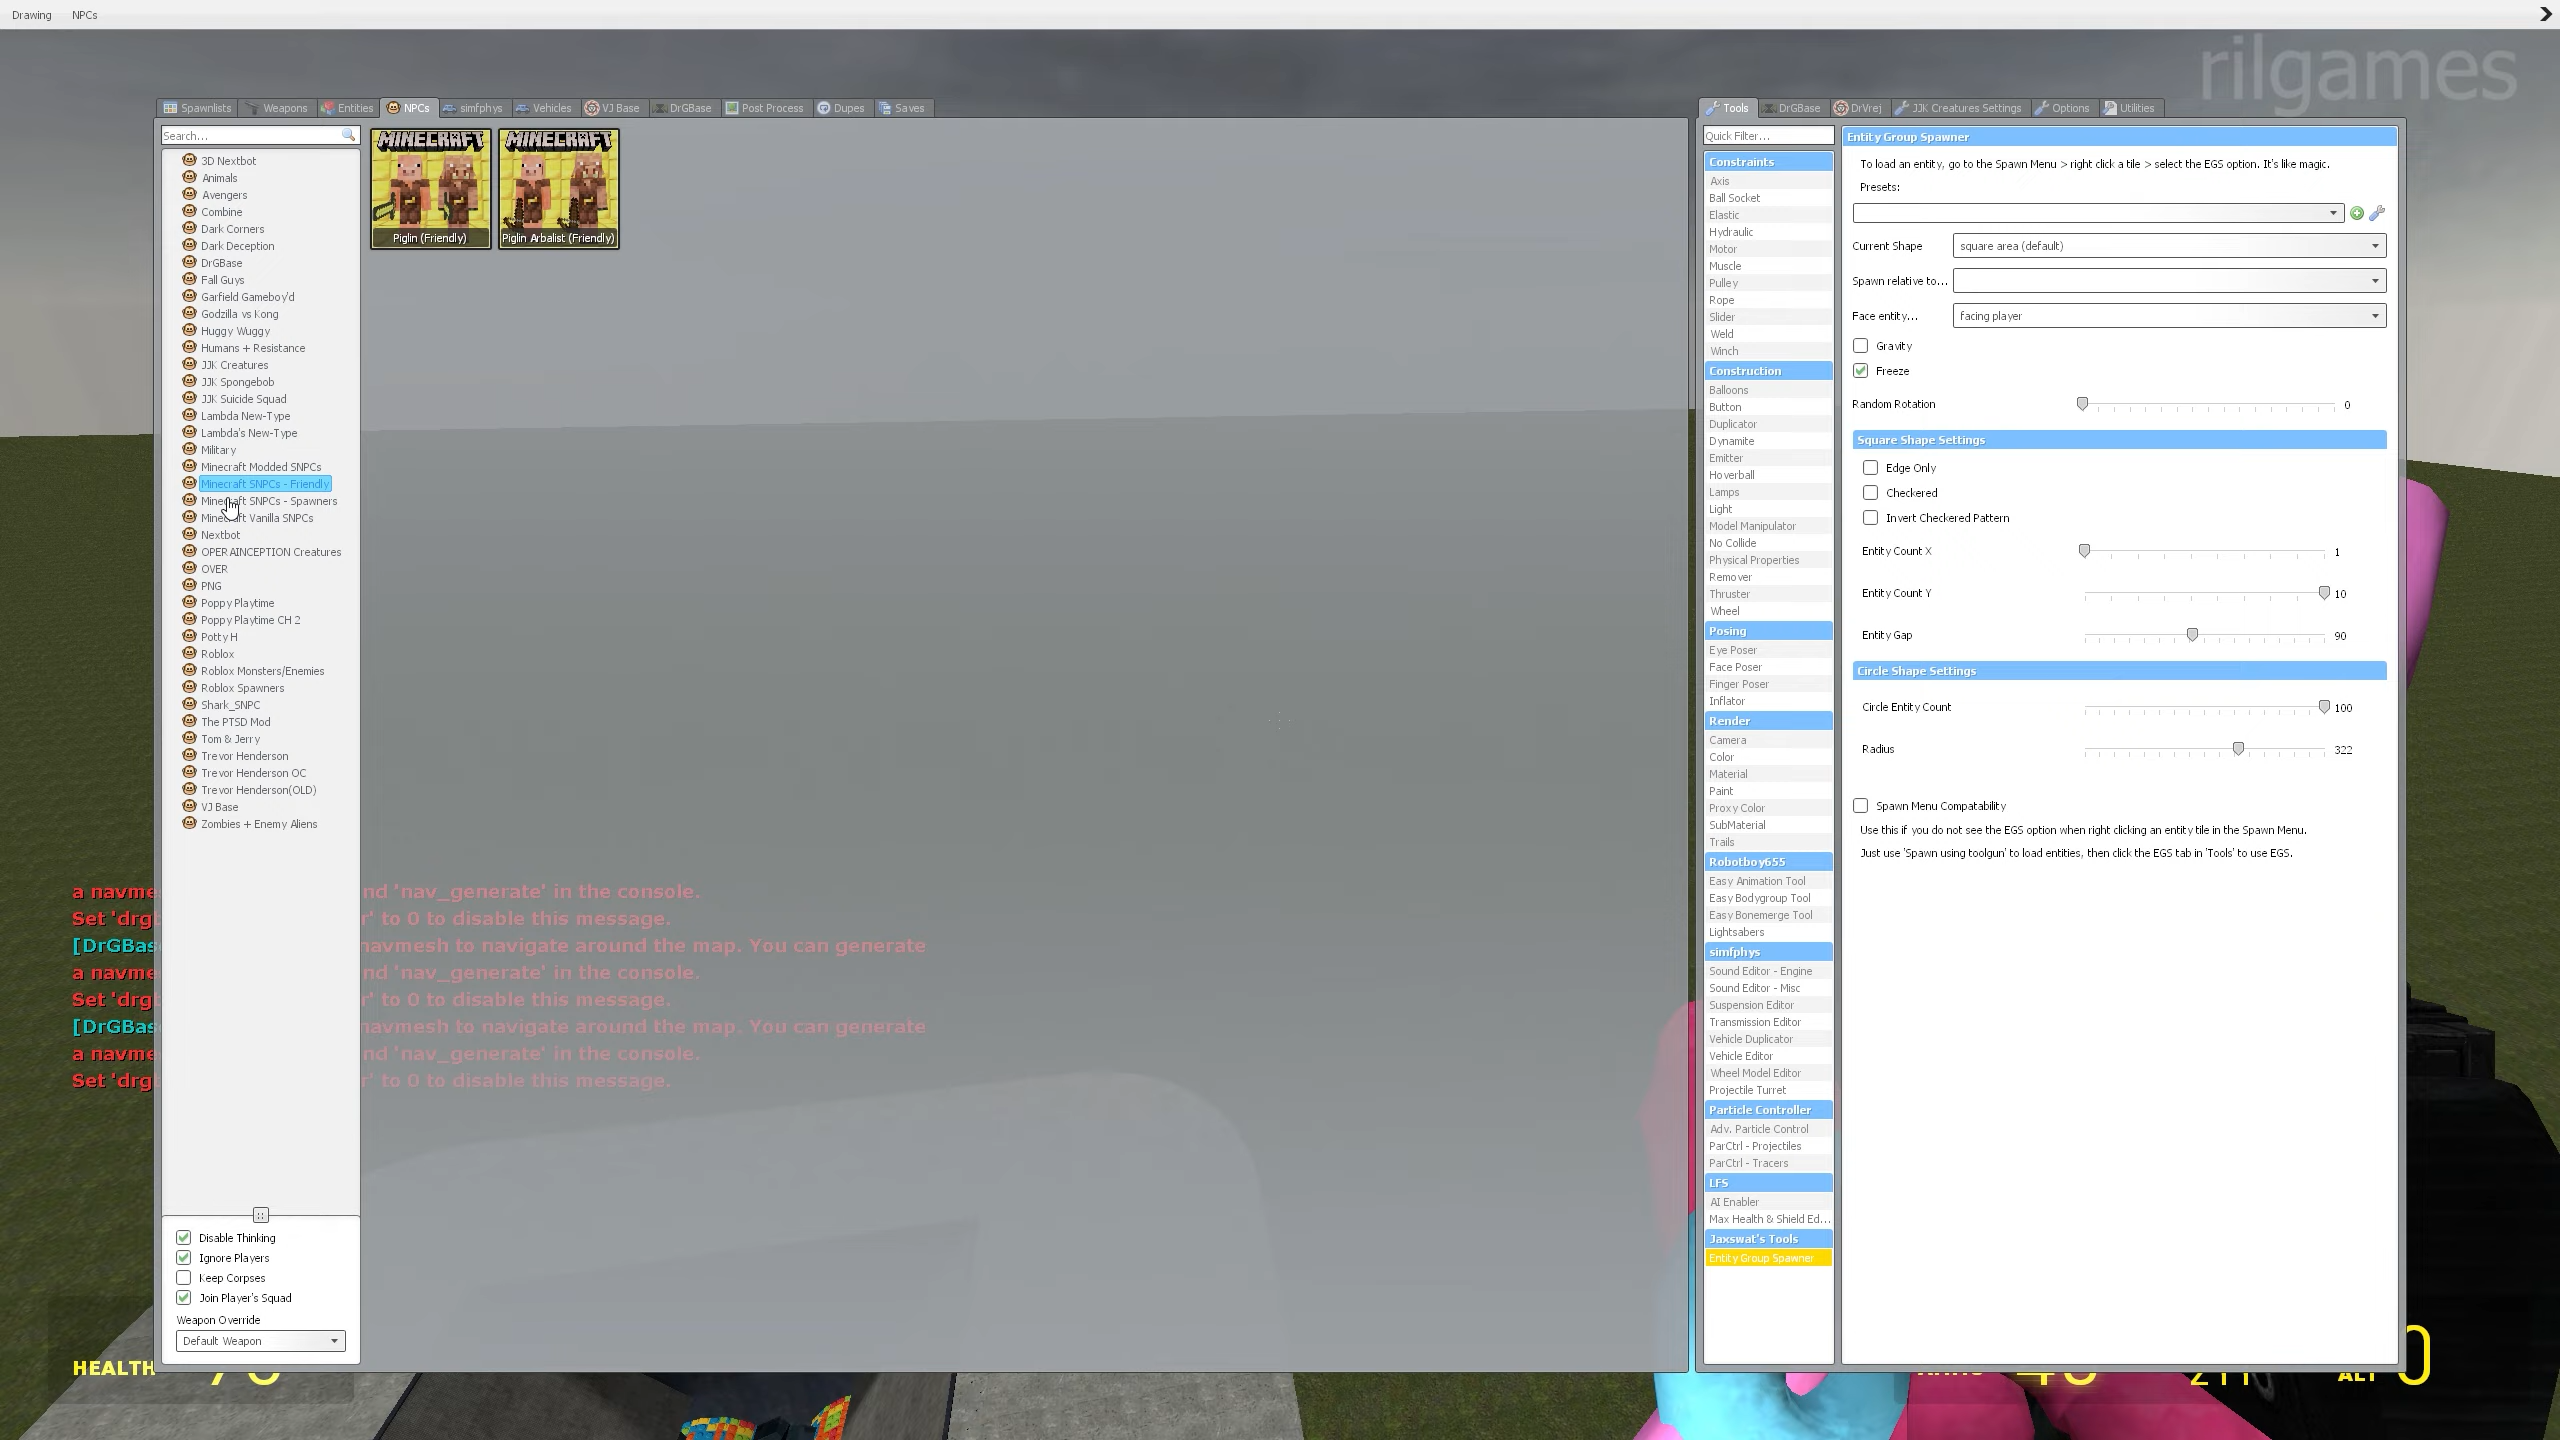 Drawing
NPCs
rilgames
Spawnlists
Weapons
Entities
NPCs
simfphys
Vehicles
VJ Base
DrGBase
Post Process
Dupes
Saves
Search...
3D Nextbot
Animals
Avengers
Combine
Dark Corners
Dark Deception
DrGBase
Fall Guys
Garfield Gameboy'd
Godzilla vs Kong
Huggy Wuggy
Humans + Resistance
JJK Creatures
JJK Spongebob
JJK Suicide Squad
Lambda New-Type
Lambda's New-Type
Military
Minecraft Modded SNPCs
Minecraft SNPCs - Friendly
Minecraft SNPCs - Spawners
Minecraft Vanilla SNPCs
Nextbot
OPERAINCEPTION Creatures
OVER
PNG
Poppy Playtime
Poppy Playtime CH 2
Potty H
Roblox
Roblox Monsters/Enemies
Roblox Spawners
Shark_SNPC
The PTSD Mod
Tom & Jerry
Trevor Henderson
Trevor Henderson OC
Trevor Henderson(OLD)
VJ Base
Zombies + Enemy Aliens
MINECRAFT
Piglin (Friendly)
MINECRAFT
Piglin Arbalist (Friendly)
a navme nd 'nav_generate' in the console.
Set 'drg r' to 0 to disable this message.
[DrGBas navmesh to navigate around the map. You can generate
a navme nd 'nav_generate' in the console.
Set 'drg r' to 0 to disable this message.
[DrGBas navmesh to navigate around the map. You can generate
a navme nd 'nav_generate' in the console.
Set 'drg r' to 0 to disable this message.
Disable Thinking
Ignore Players
Keep Corpses
Join Player's Squad
Weapon Override
Default Weapon
HEALTH
Tools
DrGBase
DrVrej
JJK Creatures Settings
Options
Utilities
Quick Filter...
Constraints
Axis
Ball Socket
Elastic
Hydraulic
Motor
Muscle
Pulley
Rope
Slider
Weld
Winch
Construction
Balloons
Button
Duplicator
Dynamite
Emitter
Hoverball
Lamps
Light
Model Manipulator
No Collide
Physical Properties
Remover
Thruster
Wheel
Posing
Eye Poser
Face Poser
Finger Poser
Inflator
Render
Camera
Color
Material
Paint
Proxy Color
SubMaterial
Trails
Robotboy655
Easy Animation Tool
Easy Bodygroup Tool
Easy Bonemerge Tool
Lightsabers
simfphys
Sound Editor - Engine
Sound Editor - Misc
Suspension Editor
Transmission Editor
Vehicle Duplicator
Vehicle Editor
Wheel Model Editor
Projectile Turret
Particle Controller
Adv. Particle Control
ParCtrl - Projectiles
ParCtrl - Tracers
LFS
AI Enabler
Max Health & Shield Ed...
Jaxswat's Tools
Entity Group Spawner
Entity Group Spawner
To load an entity, go to the Spawn Menu > right click a tile > select the EGS option. It's like magic.
Presets:
Current Shape square area (default)
Spawn relative to...
Face entity... facing player
Gravity
Freeze
Random Rotation 0
Square Shape Settings
Edge Only
Checkered
Invert Checkered Pattern
Entity Count X 1
Entity Count Y 10
Entity Gap 90
Circle Shape Settings
Circle Entity Count 100
Radius 322
Spawn Menu Compatability
Use this if you do not see the EGS option when right clicking an entity tile in the Spawn Menu.
Just use 'Spawn using toolgun' to load entities, then click the EGS tab in 'Tools' to use EGS.
ALT 0